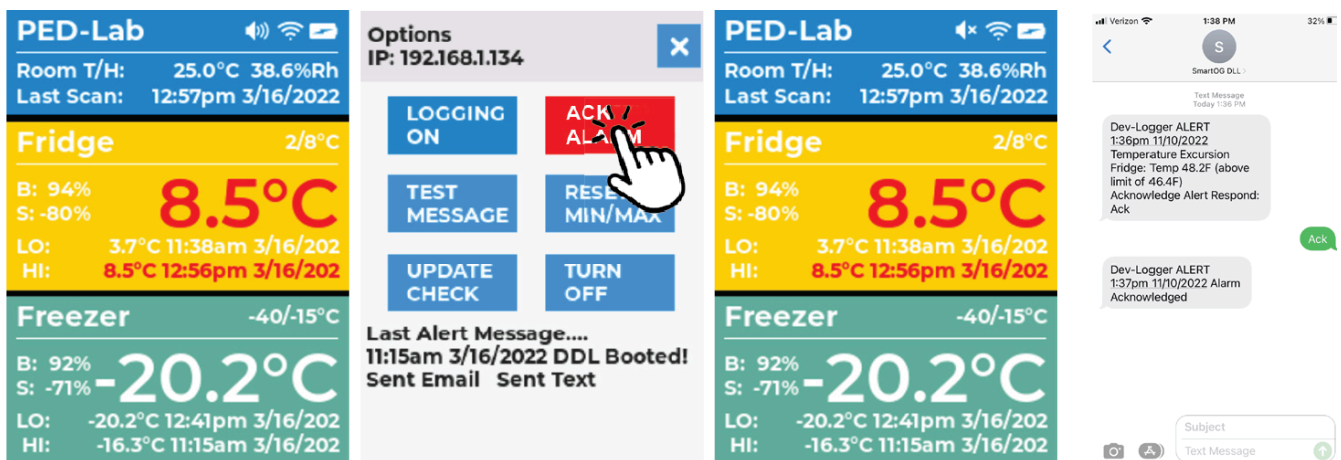 PED-Lab
Room T/H: 25.0°C 38.6%Rh
Last Scan: 12:57pm 3/16/2022
Fridge 2/8°C
B: 94%
S: -80%
8.5°C
LO: 3.7°C 11:38am 3/16/202
HI: 8.5°C 12:56pm 3/16/202
Freezer -40/-15°C
B: 92%
S: -71%
-20.2°C
LO: -20.2°C 12:41pm 3/16/202
HI: -16.3°C 11:15am 3/16/202
Options
IP: 192.168.1.134
LOGGING
ON
ACK
TEST
MESSAGE
MIN/MAX
UPDATE
CHECK
TURN
OFF
Last Alert Message....
11:15am 3/16/2022 DDL Booted!
Sent Email Sent Text
PED-Lab
Room T/H: 25.0°C 38.6%Rh
Last Scan: 12:57pm 3/16/2022
Fridge 2/8°C
B: 94%
S: -80%
8.5°C
LO: 3.7°C 11:38am 3/16/202
HI: 8.5°C 12:56pm 3/16/202
Freezer -40/-15°C
B: 92%
S: -71%
-20.2°C
LO: -20.2°C 12:41pm 3/16/202
HI: -16.3°C 11:15am 3/16/202
Verizon 1:38 PM 32%
S
SmartOG DLL
Text Message
Today 1:36 PM
Dev-Logger ALERT
1:36pm 11/10/2022
Temperature Excursion
Fridge: Temp 48.2F (above
limit of 46.4F)
Acknowledge Alert Respond:
Ack
Ack
Dev-Logger ALERT
1:37pm 11/10/2022 Alarm
Acknowledged
Subject
Text Message